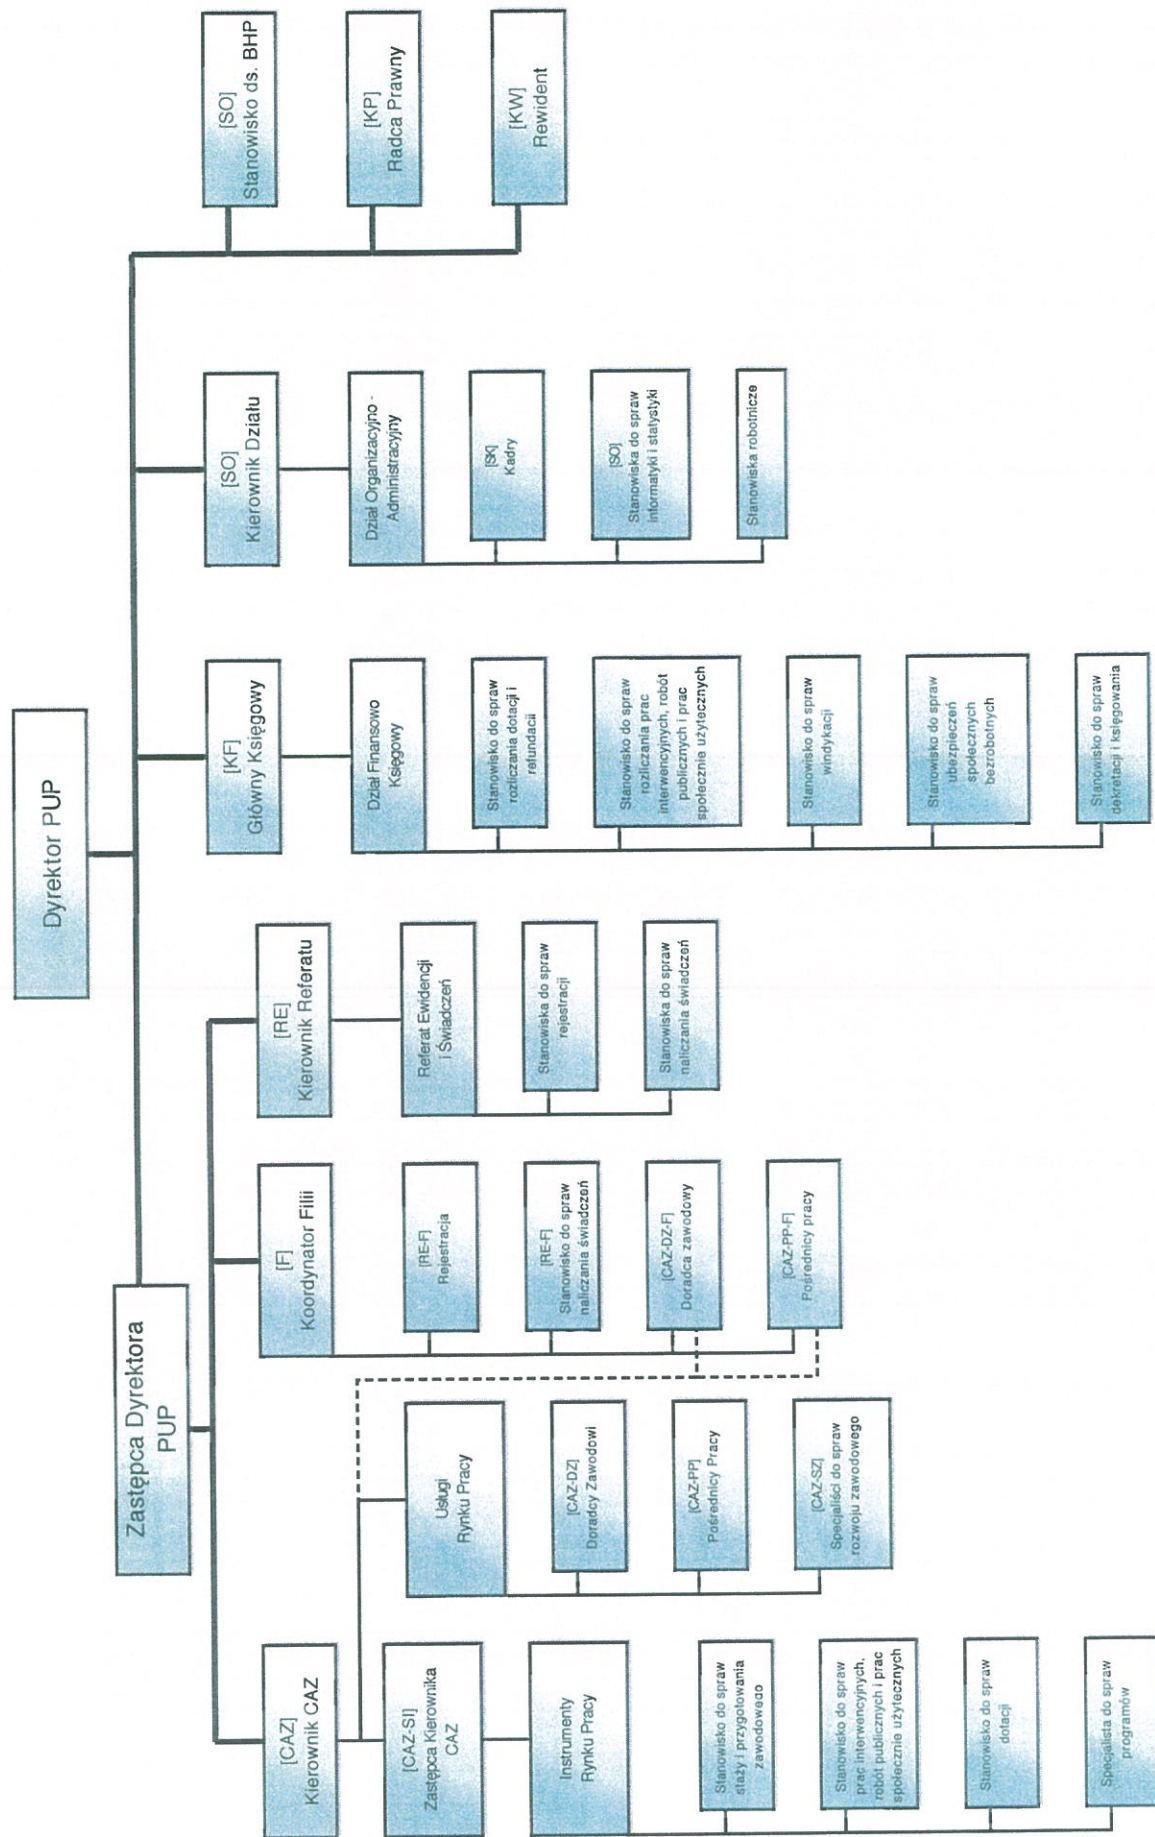 Dyrektor PUP
Zastępca Dyrektora
PUP
[CAZ]
Kierownik CAZ
[CAZ-SI]
Zastępca Kierownika
CAZ
Instrumenty
Rynku Pracy
Stanowisko do spraw
staży i przygotowania
zawodowego
Stanowisko do spraw
prac interwencyjnych,
robót publicznych i prac
społecznie użytecznych
Stanowisko do spraw
dotacji
Specjalista do spraw
programów
Usługi
Rynku Pracy
[CAZ-DZ]
Doradcy Zawodowi
[CAZ-PP]
Pośrednicy Pracy
[CAZ-SZ]
Specjaliści do spraw
rozwoju zawodowego
[F]
Koordynator Filii
[RE-F]
Rejestracja
[RE-F]
Stanowisko do spraw
naliczania świadczeń
[CAZ-DZ-F]
Doradca zawodowy
[CAZ-PP-F]
Pośrednicy pracy
[RE]
Kierownik Referatu
Referat Ewidencji
i Świadczeń
Stanowiska do spraw
rejestracji
Stanowiska do spraw
naliczania świadczeń
[KF]
Główny Księgowy
Dział Finansowo
Księgowy
Stanowisko do spraw
rozliczania dotacji i
refundacji
Stanowisko do spraw
rozliczania prac
interwencyjnych, robót
publicznych i prac
społecznie użytecznych
Stanowisko do spraw
windykacji
Stanowisko do spraw
ubezpieczeń
społecznych
bezrobotnych
Stanowisko do spraw
dekretacji i księgowania
[SO]
Kierownik Działu
Dział Organizacyjno -
Administracyjny
[SK]
Kadry
[SO]
Stanowiska do spraw
informatyki i statystyki
Stanowiska robotnicze
[SO]
Stanowisko ds. BHP
[KP]
Radca Prawny
[KW]
Rewident